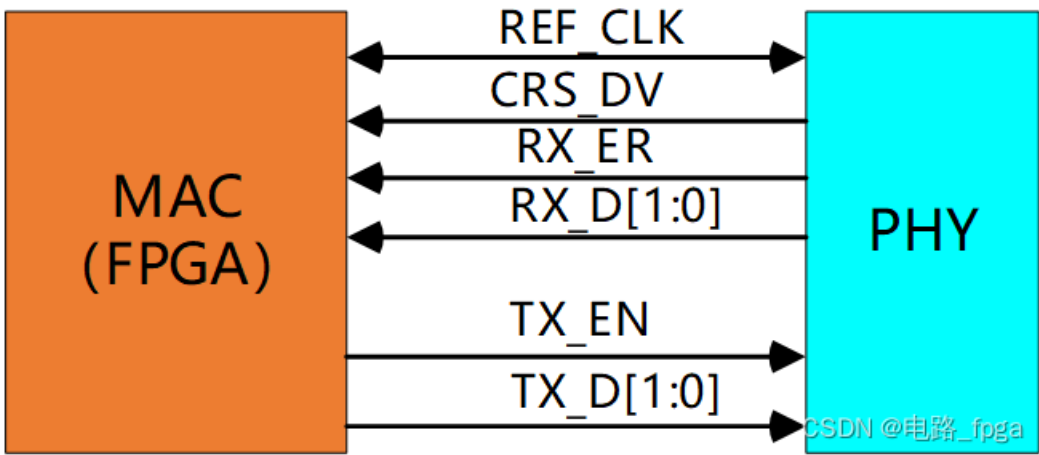 REF_CLK
CRS_DV
RX_ER
RX_D[1:0]
MAC
(FPGA)
PHY
TX_EN
TX_D[1:0]
CSDN @电路_fpga